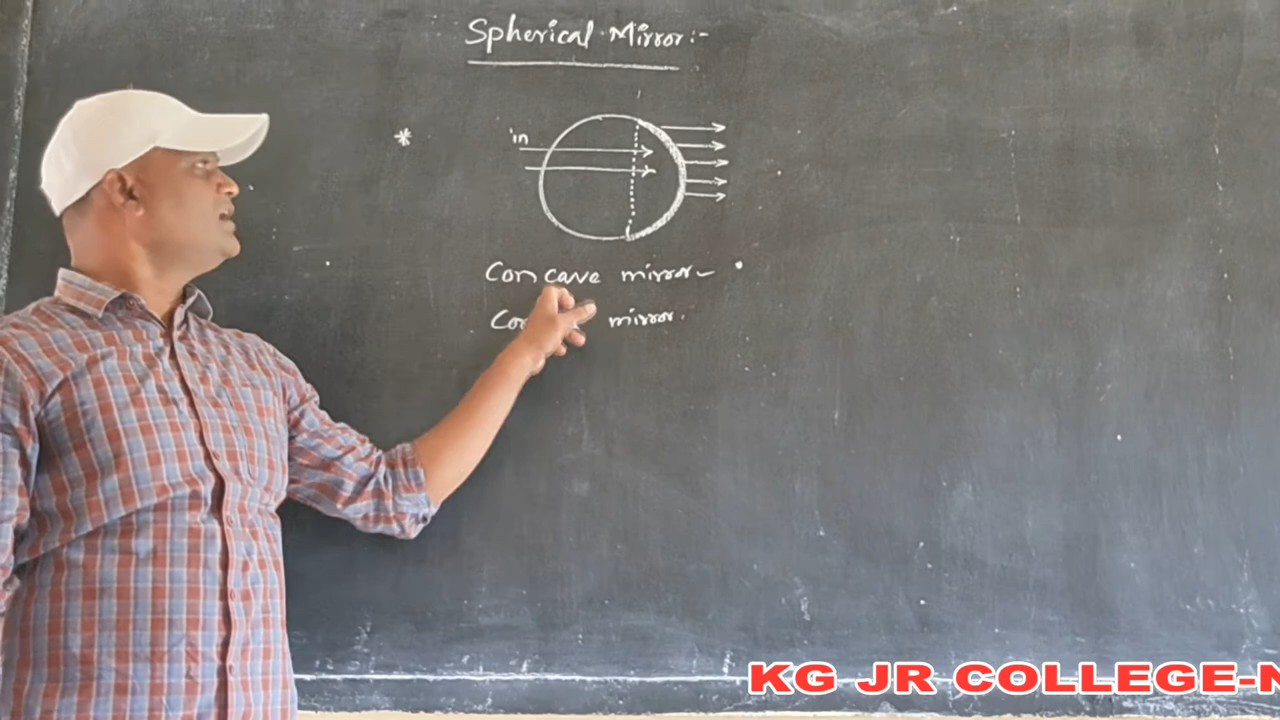 Spherical Mirror:-
*
in
Concave mirror -
mirror.
KG JR COLLEGE-N